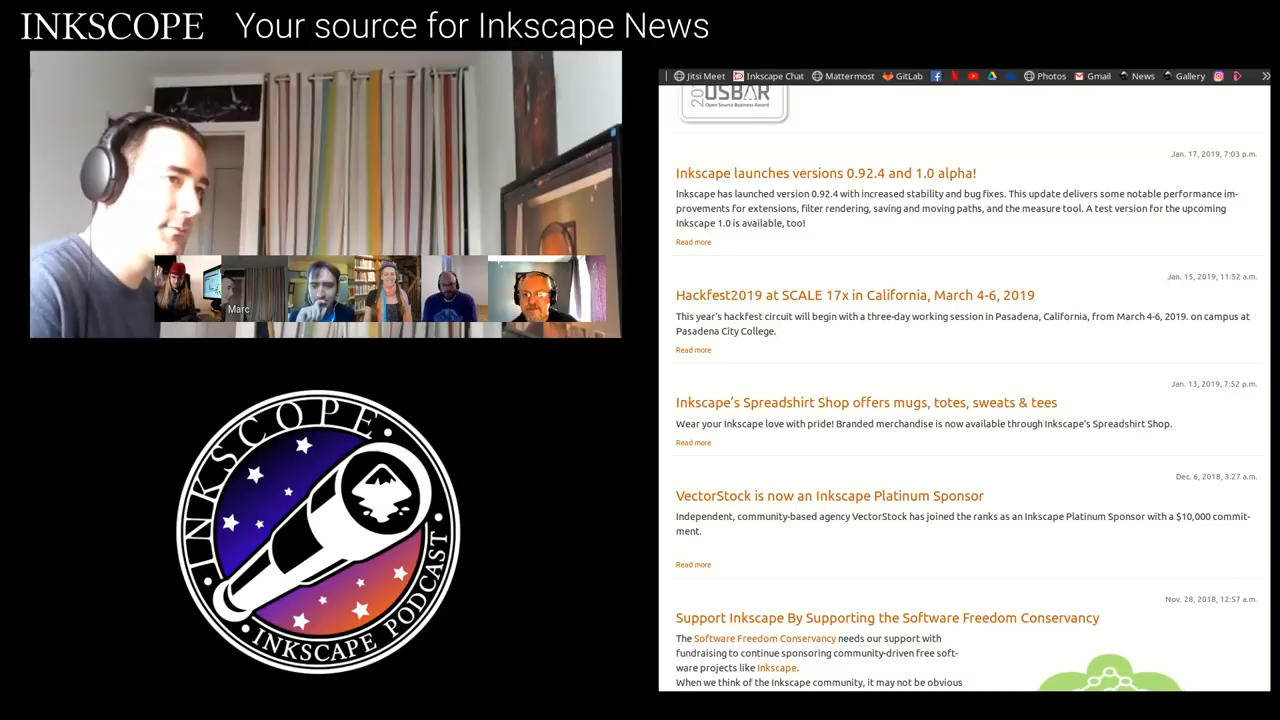 INKSCOPE Your source for Inkscape News
Marc
INKSCOPE
INKSCAPE PODCAST
Jitsi Meet Inkscape Chat Mattermost GitLab Photos Gmail News Gallery
USBAR
Open Source Business Award
Jan. 17, 2019, 7:03 p.m.
Inkscape launches versions 0.92.4 and 1.0 alpha!
Inkscape has launched version 0.92.4 with increased stability and bug fixes. This update delivers some notable performance im-
provements for extensions, filter rendering, saving and moving paths, and the measure tool. A test version for the upcoming
Inkscape 1.0 is available, too!
Read more
Jan. 15, 2019, 11:52 a.m.
Hackfest2019 at SCALE 17x in California, March 4-6, 2019
This year's hackfest circuit will begin with a three-day working session in Pasadena, California, from March 4-6, 2019. on campus at
Pasadena City College.
Read more
Jan. 13, 2019, 7:52 p.m.
Inkscape's Spreadshirt Shop offers mugs, totes, sweats & tees
Wear your Inkscape love with pride! Branded merchandise is now available through Inkscape's Spreadshirt Shop.
Read more
Dec. 6, 2018, 3:27 a.m.
VectorStock is now an Inkscape Platinum Sponsor
Independent, community-based agency VectorStock has joined the ranks as an Inkscape Platinum Sponsor with a $10,000 commit-
ment.
Read more
Nov. 28, 2018, 12:57 a.m.
Support Inkscape By Supporting the Software Freedom Conservancy
The Software Freedom Conservancy needs our support with
fundraising to continue sponsoring community-driven free soft-
ware projects like Inkscape.
When we think of the Inkscape community, it may not be obvious